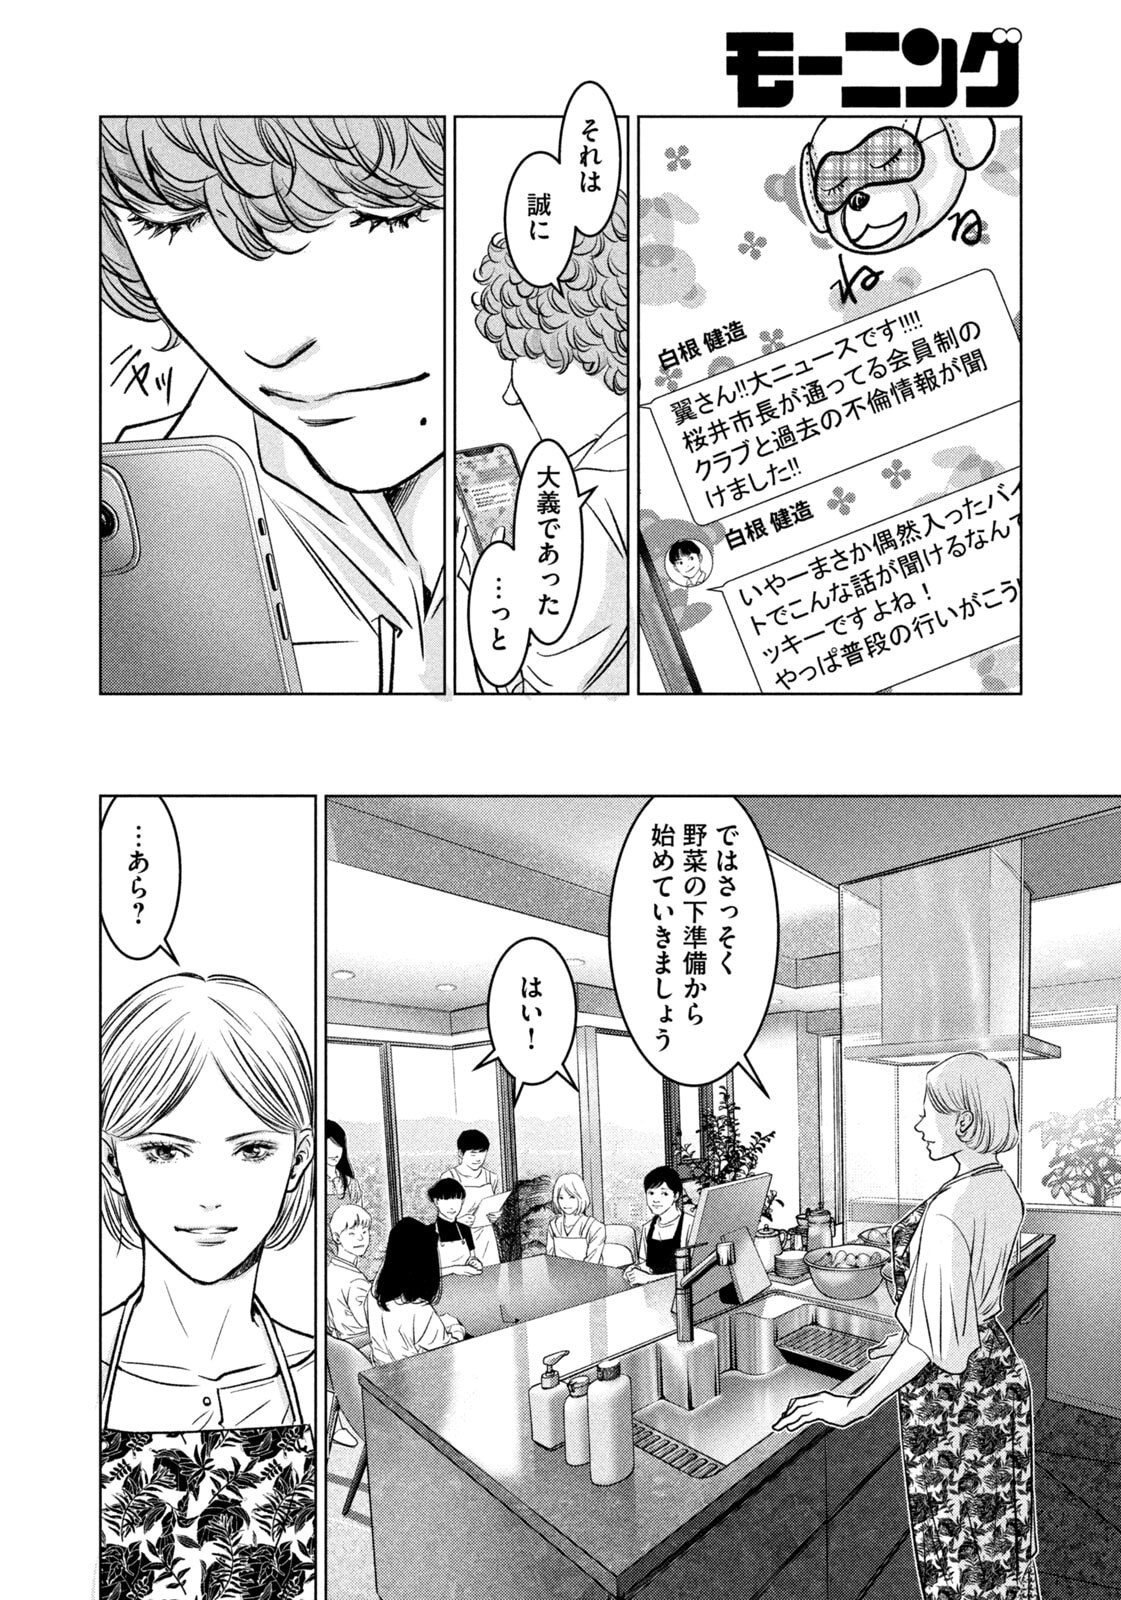 モーニング
ねね
白根 健造
翼さん!!大ニュースです!!!!
桜井市長が通ってる会員制の
クラブと過去の不倫情報が聞
けました!!
白根 健造
いやーまさか偶然入ったバイ
トでこんな話が聞けるなんて
ッキーですよね！
やっぱ普段の行いがこう
それは
誠に
大義であった
…っと
ニヤッ
ではさっそく
野菜の下準備から
始めていきましょう
はい！
…あら？